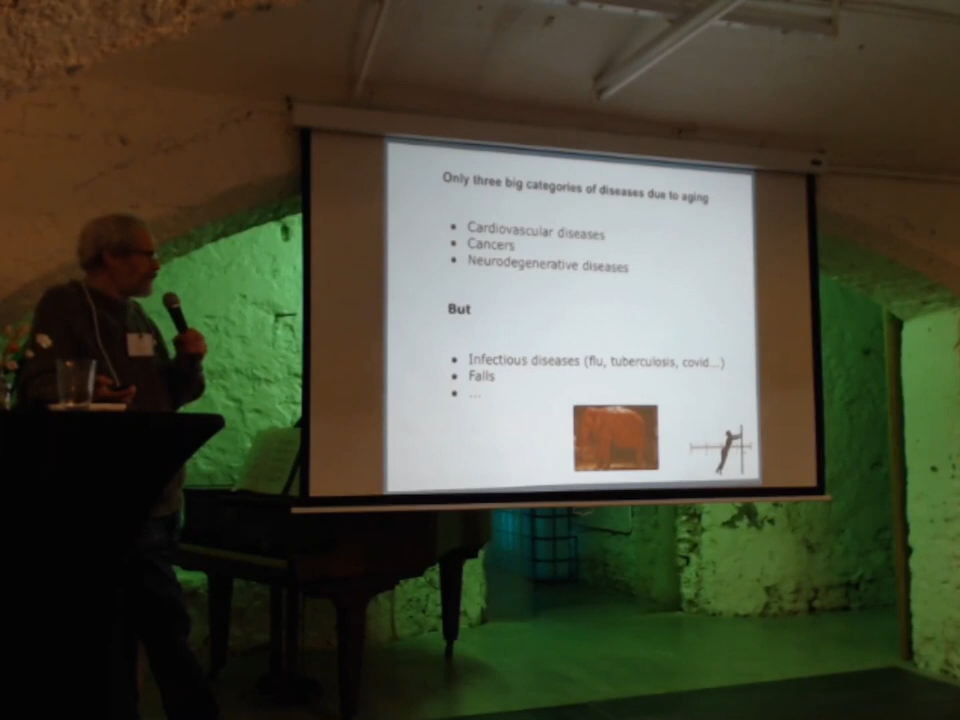 Only three big categories of diseases due to aging
• Cardiovascular diseases
• Cancers
• Neurodegenerative diseases
But
• Infectious diseases (flu, tuberculosis, covid...)
• Falls
• ...